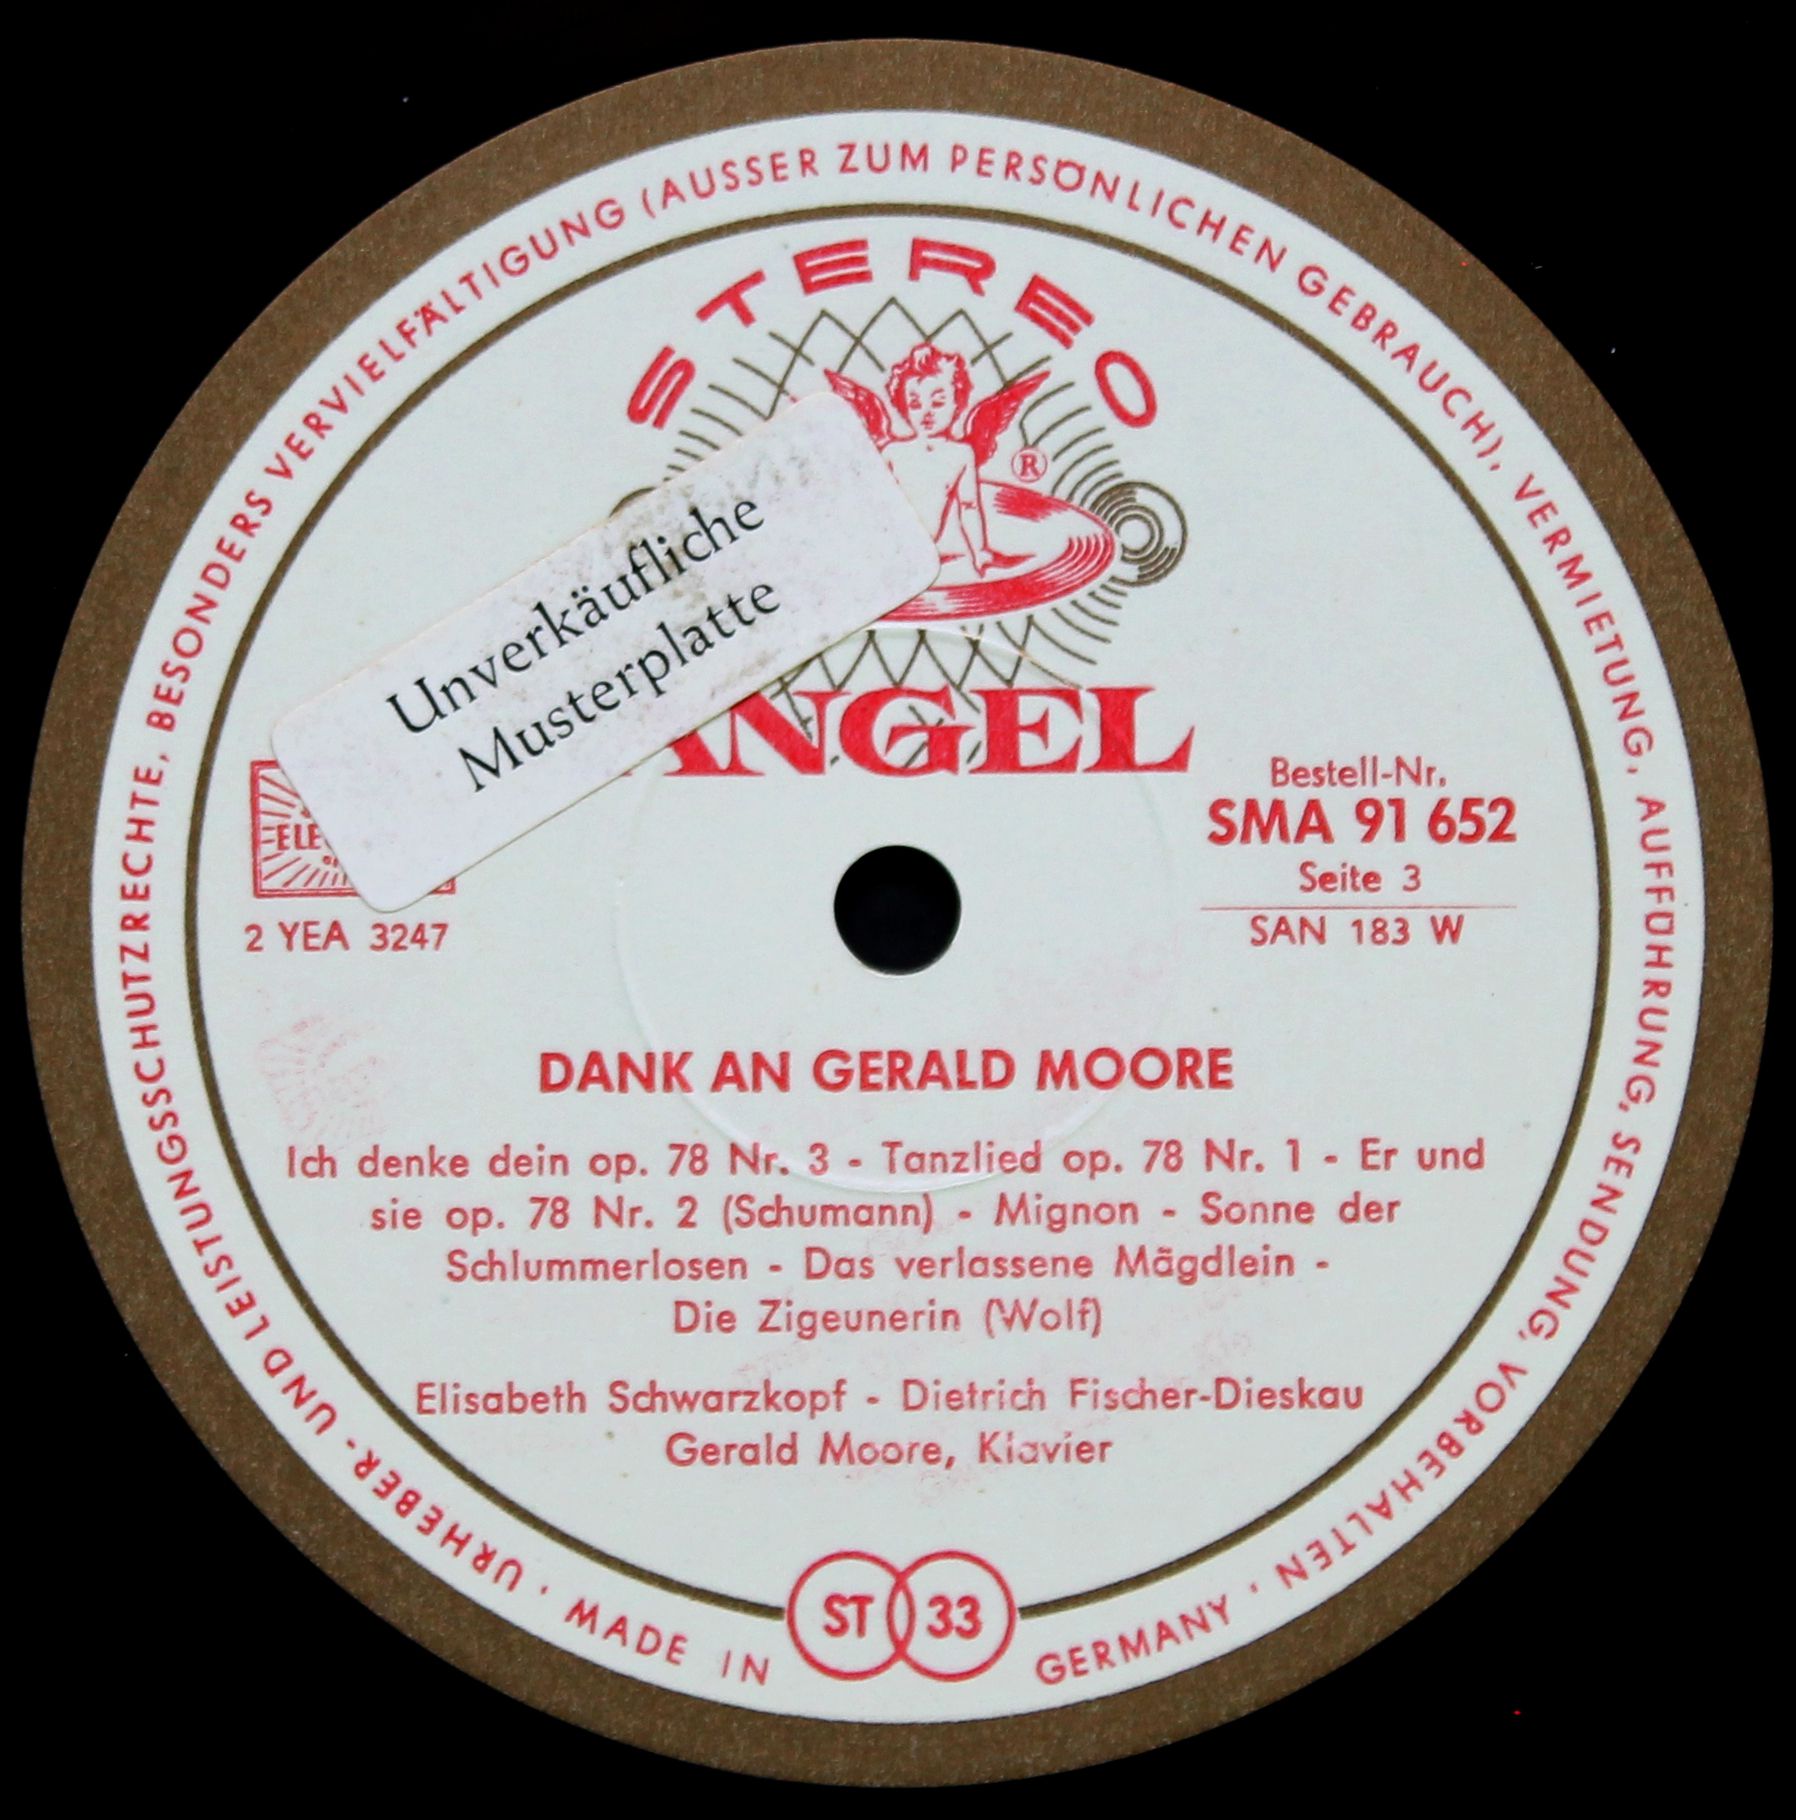 URHEBER- UND LEISTUNGSSCHUTZRECHTE, BESONDERS VERVIELFÄLTIGUNG (AUSSER ZUM PERSÖNLICHEN GEBRAUCH), VERMIETUNG, AUFFÜHRUNG, SENDUNG, VORBEHALTEN · MADE IN GERMANY ·
STEREO
®
Unverkäufliche
Musterplatte
ANGEL
Bestell-Nr.
SMA 91 652
Seite 3
SAN 183 W
2 YEA 3247
DANK AN GERALD MOORE
Ich denke dein op. 78 Nr. 3 - Tanzlied op. 78 Nr. 1 - Er und
sie op. 78 Nr. 2 (Schumann) - Mignon - Sonne der
Schlummerlosen - Das verlassene Mägdlein -
Die Zigeunerin (Wolf)
Elisabeth Schwarzkopf - Dietrich Fischer-Dieskau
Gerald Moore, Klavier
ST 33